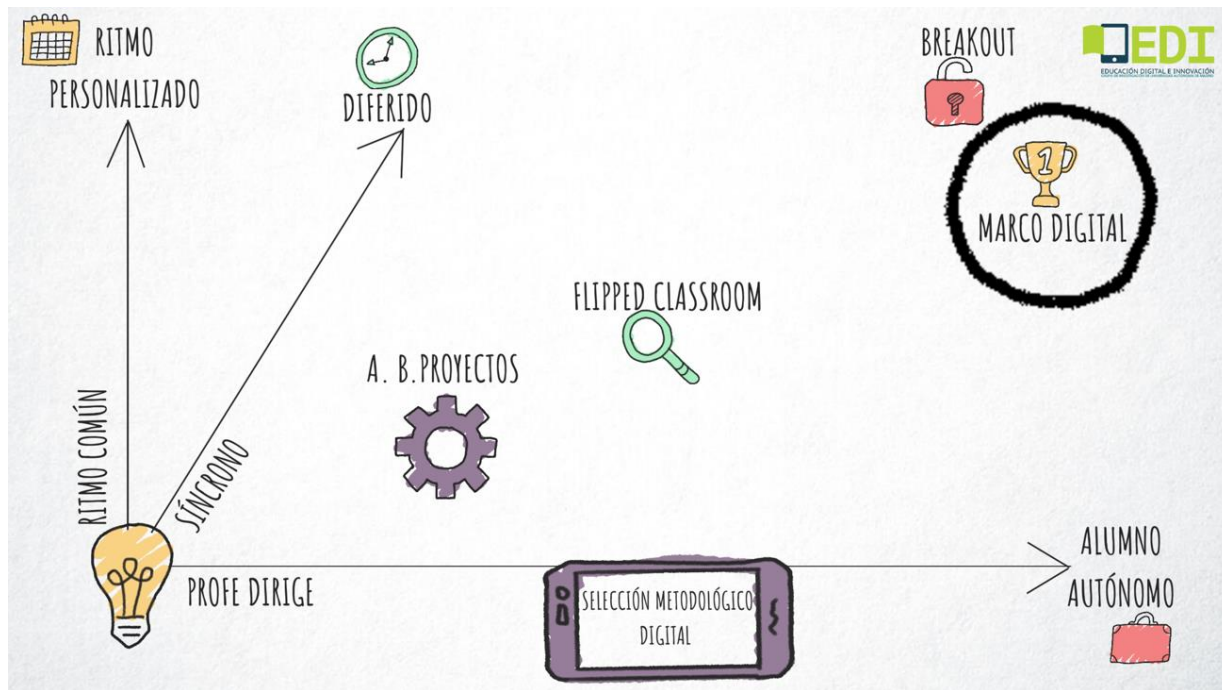 RITMO
PERSONALIZADO
DIFERIDO
BREAKOUT
EDI
EDUCACIÓN DIGITAL E INNOVACIÓN
1
MARCO DIGITAL
FLIPPED CLASSROOM
A. B. PROYECTOS
RITMO COMÚN
SÍNCRONO
PROFE DIRIGE
SELECCIÓN METODOLÓGICO
DIGITAL
ALUMNO
AUTÓNOMO